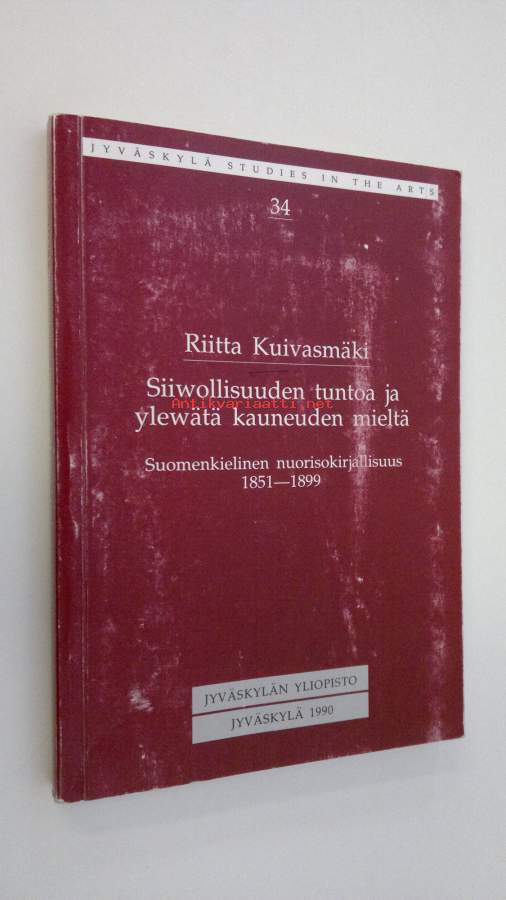 JYVÄSKYLÄ STUDIES IN THE ARTS
34
Riitta Kuivasmäki
Siiwollisuuden tuntoa ja
Antikvariaatti.net
ylewätä kauneuden mieltä
Suomenkielinen nuorisokirjallisuus
1851—1899
JYVÄSKYLÄN YLIOPISTO
JYVÄSKYLÄ 1990